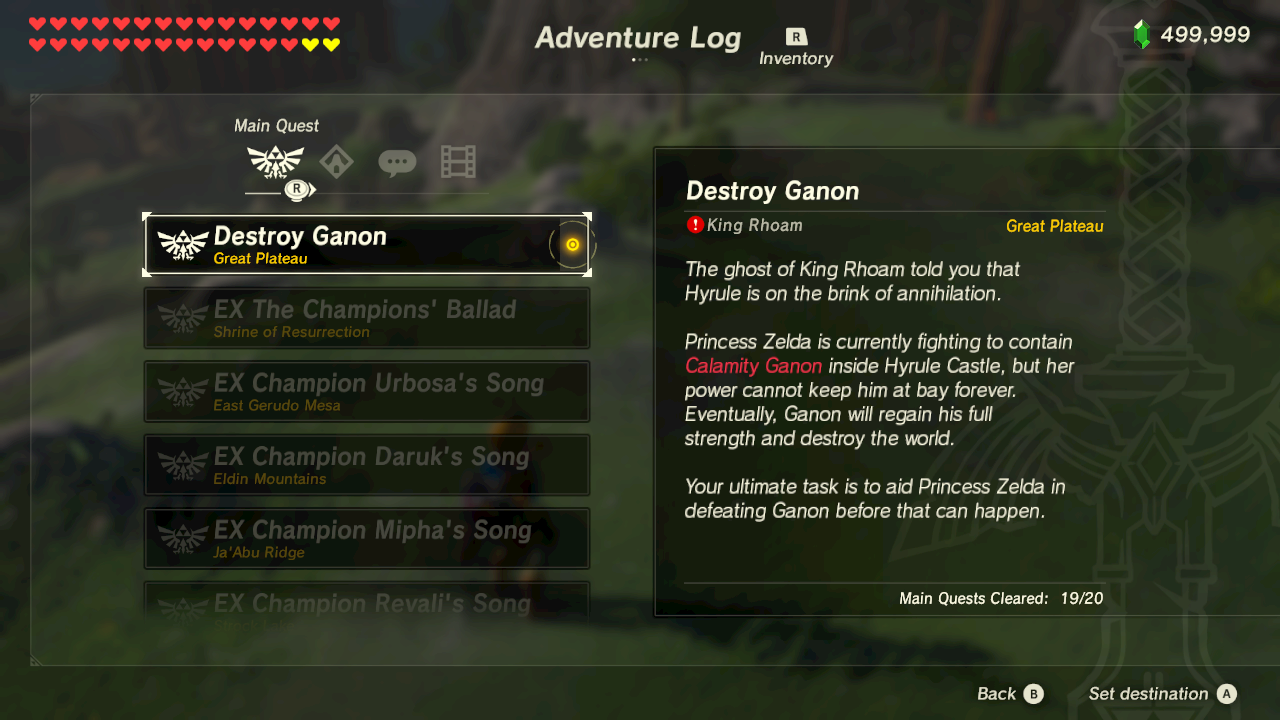 Adventure Log
R
Inventory
499,999
Main Quest
R
Destroy Ganon
Great Plateau
EX The Champions' Ballad
Shrine of Resurrection
EX Champion Urbosa's Song
East Gerudo Mesa
EX Champion Daruk's Song
Eldin Mountains
EX Champion Mipha's Song
Ja'Abu Ridge
EX Champion Revali's Song
Destroy Ganon
! King Rhoam
Great Plateau
The ghost of King Rhoam told you that
Hyrule is on the brink of annihilation.
Princess Zelda is currently fighting to contain
Calamity Ganon inside Hyrule Castle, but her
power cannot keep him at bay forever.
Eventually, Ganon will regain his full
strength and destroy the world.
Your ultimate task is to aid Princess Zelda in
defeating Ganon before that can happen.
Main Quests Cleared: 19/20
Back B
Set destination A